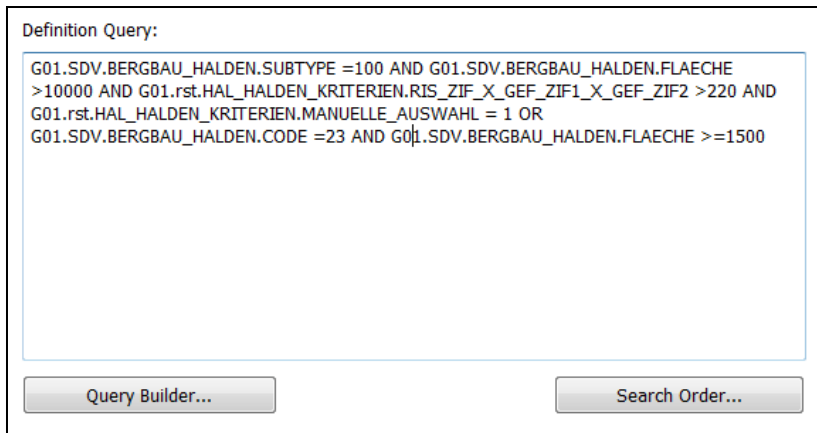 Definition Query:
G01.SDV.BERGBAU_HALDEN.SUBTYPE =100 AND G01.SDV.BERGBAU_HALDEN.FLAECHE
>10000 AND G01.rst.HAL_HALDEN_KRITERIEN.RIS_ZIF_X_GEF_ZIF1_X_GEF_ZIF2 >220 AND
G01.rst.HAL_HALDEN_KRITERIEN.MANUELLE_AUSWAHL = 1 OR
G01.SDV.BERGBAU_HALDEN.CODE =23 AND G01.SDV.BERGBAU_HALDEN.FLAECHE >=1500
Query Builder... Search Order...